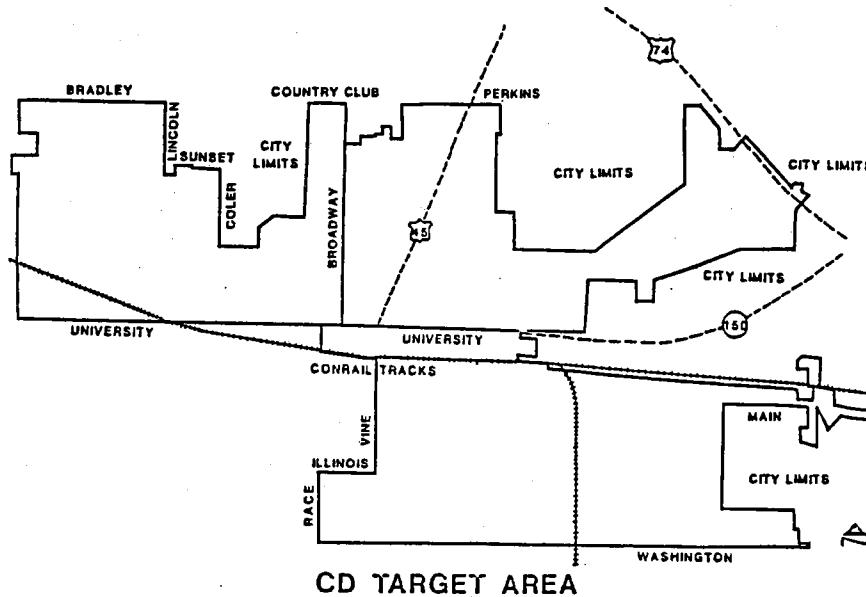 74
BRADLEY
COUNTRY CLUB
PERKINS
LINCOLN
SUNSET
CITY
LIMITS
COLER
CITY LIMITS
CITY LIMITS
BROADWAY
45
CITY LIMITS
UNIVERSITY
UNIVERSITY
150
CONRAIL TRACKS
VINE
MAIN
ILLINOIS
RACE
CITY LIMITS
WASHINGTON
CD TARGET AREA